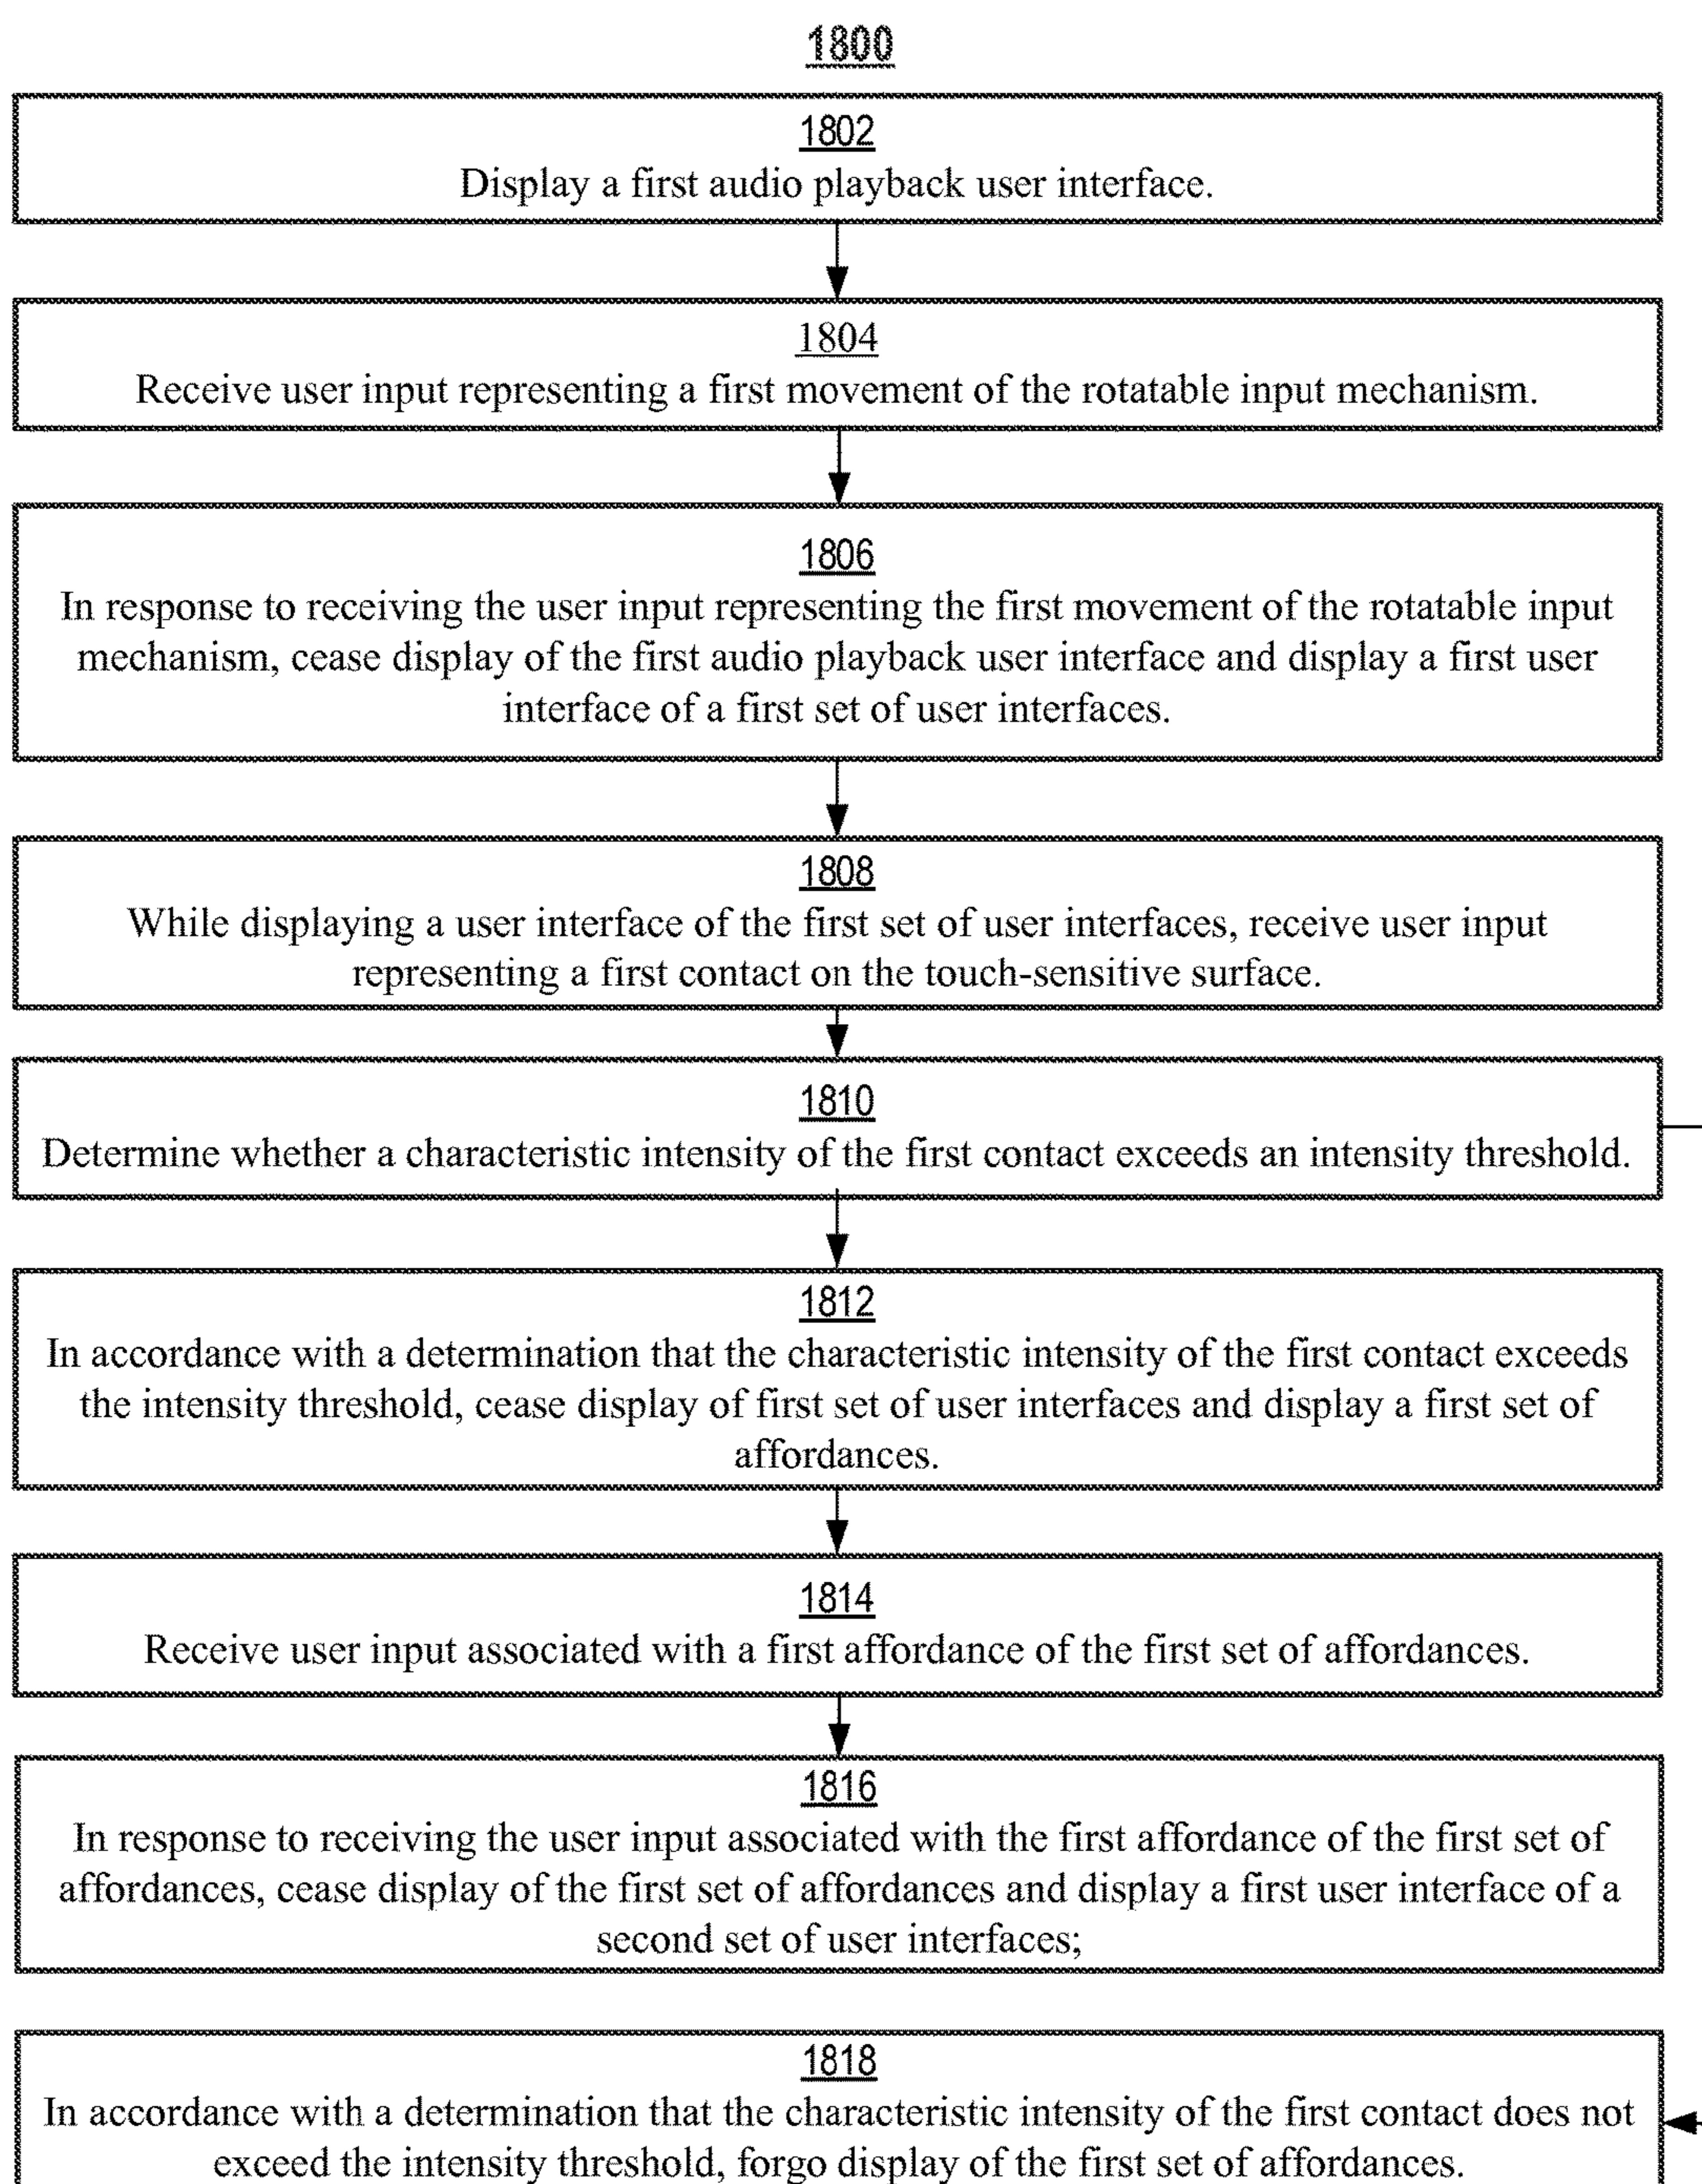 1800
1802
Display a first audio playback user interface.
1804
Receive user input representing a first movement of the rotatable input mechanism.
1806
In response to receiving the user input representing the first movement of the rotatable input
mechanism, cease display of the first audio playback user interface and display a first user
interface of a first set of user interfaces.
1808
While displaying a user interface of the first set of user interfaces, receive user input
representing a first contact on the touch-sensitive surface.
1810
Determine whether a characteristic intensity of the first contact exceeds an intensity threshold.
1812
In accordance with a determination that the characteristic intensity of the first contact exceeds
the intensity threshold, cease display of first set of user interfaces and display a first set of
affordances.
1814
Receive user input associated with a first affordance of the first set of affordances.
1816
In response to receiving the user input associated with the first affordance of the first set of
affordances, cease display of the first set of affordances and display a first user interface of a
second set of user interfaces;
1818
In accordance with a determination that the characteristic intensity of the first contact does not
exceed the intensity threshold, forgo display of the first set of affordances.